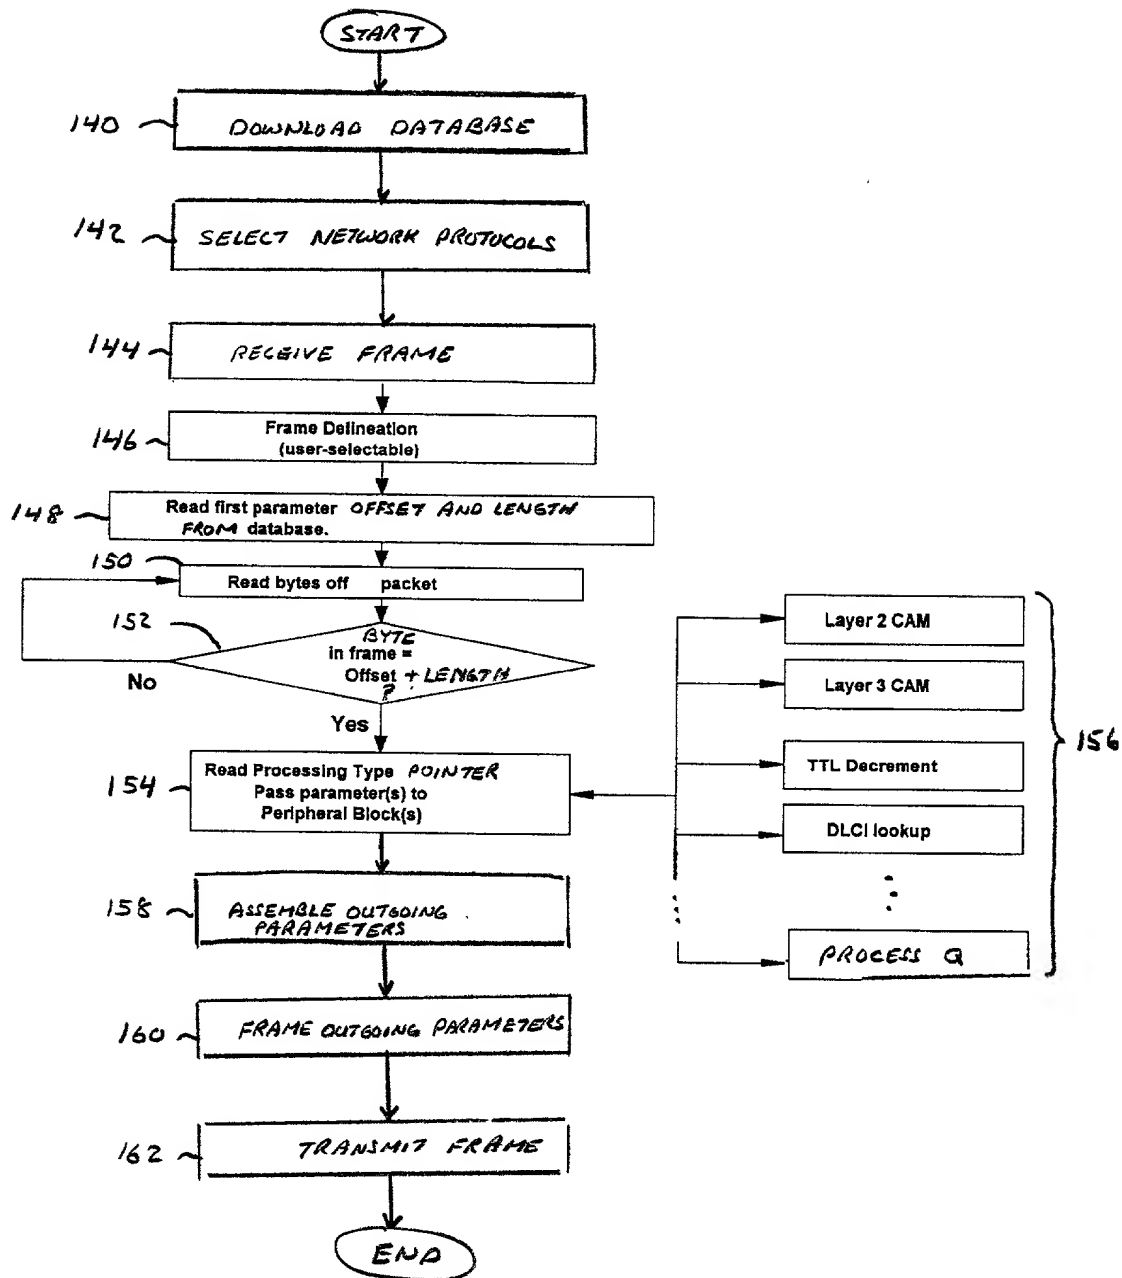 START
140
DOWNLOAD DATABASE
142
SELECT NETWORK PROTOCOLS
144
RECEIVE FRAME
146
Frame Delineation
(user-selectable)
148
Read first parameter OFFSET AND LENGTH
FROM database.
150
Read bytes off packet
152
BYTE
in frame =
Offset + LENGTH
?
No
Yes
154
Read Processing Type POINTER
Pass parameter(s) to
Peripheral Block(s)
Layer 2 CAM
Layer 3 CAM
TTL Decrement
DLCI lookup
PROCESS Q
156
158
ASSEMBLE OUTGOING
PARAMETERS
160
FRAME OUTGOING PARAMETERS
162
TRANSMIT FRAME
END